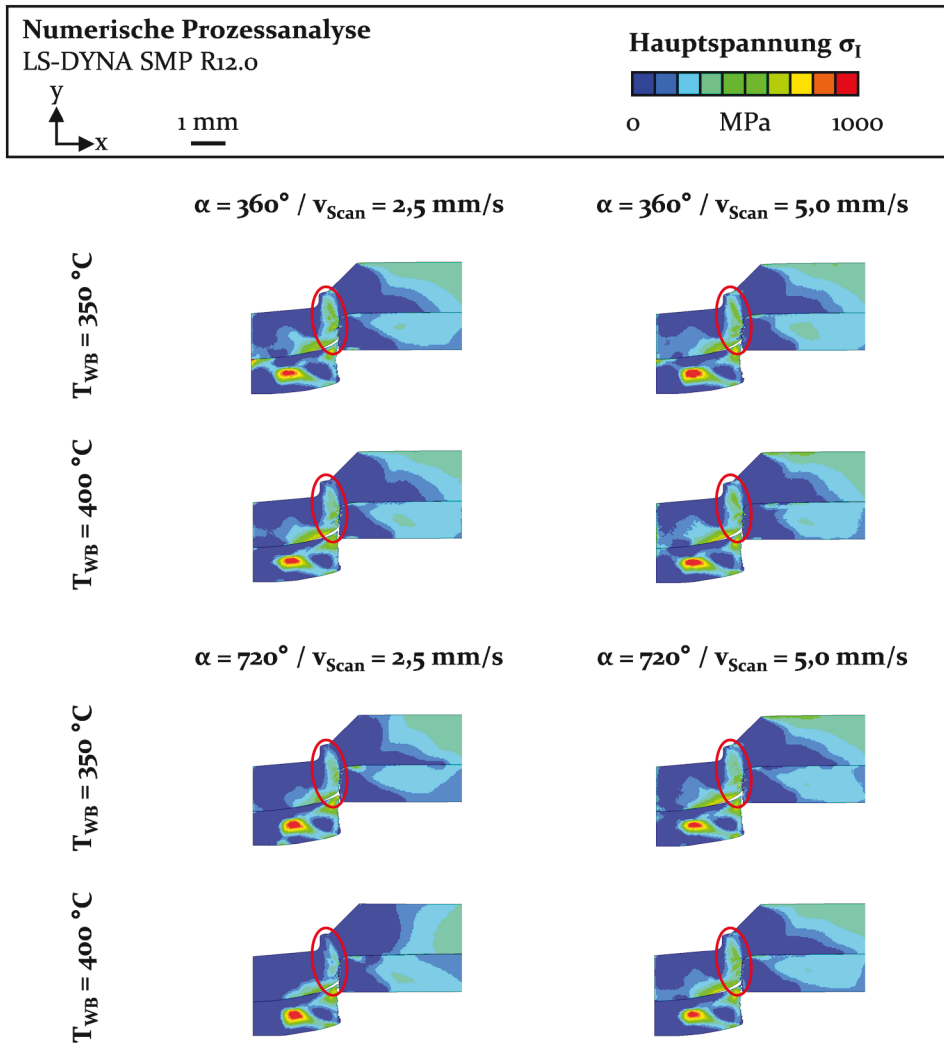 Numerische Prozessanalyse
LS-DYNA SMP R12.0
y
x
1 mm
Hauptspannung σI
0 MPa 1000
α = 360° / vScan = 2,5 mm/s
α = 360° / vScan = 5,0 mm/s
TWB = 350 °C
TWB = 400 °C
α = 720° / vScan = 2,5 mm/s
α = 720° / vScan = 5,0 mm/s
TWB = 350 °C
TWB = 400 °C